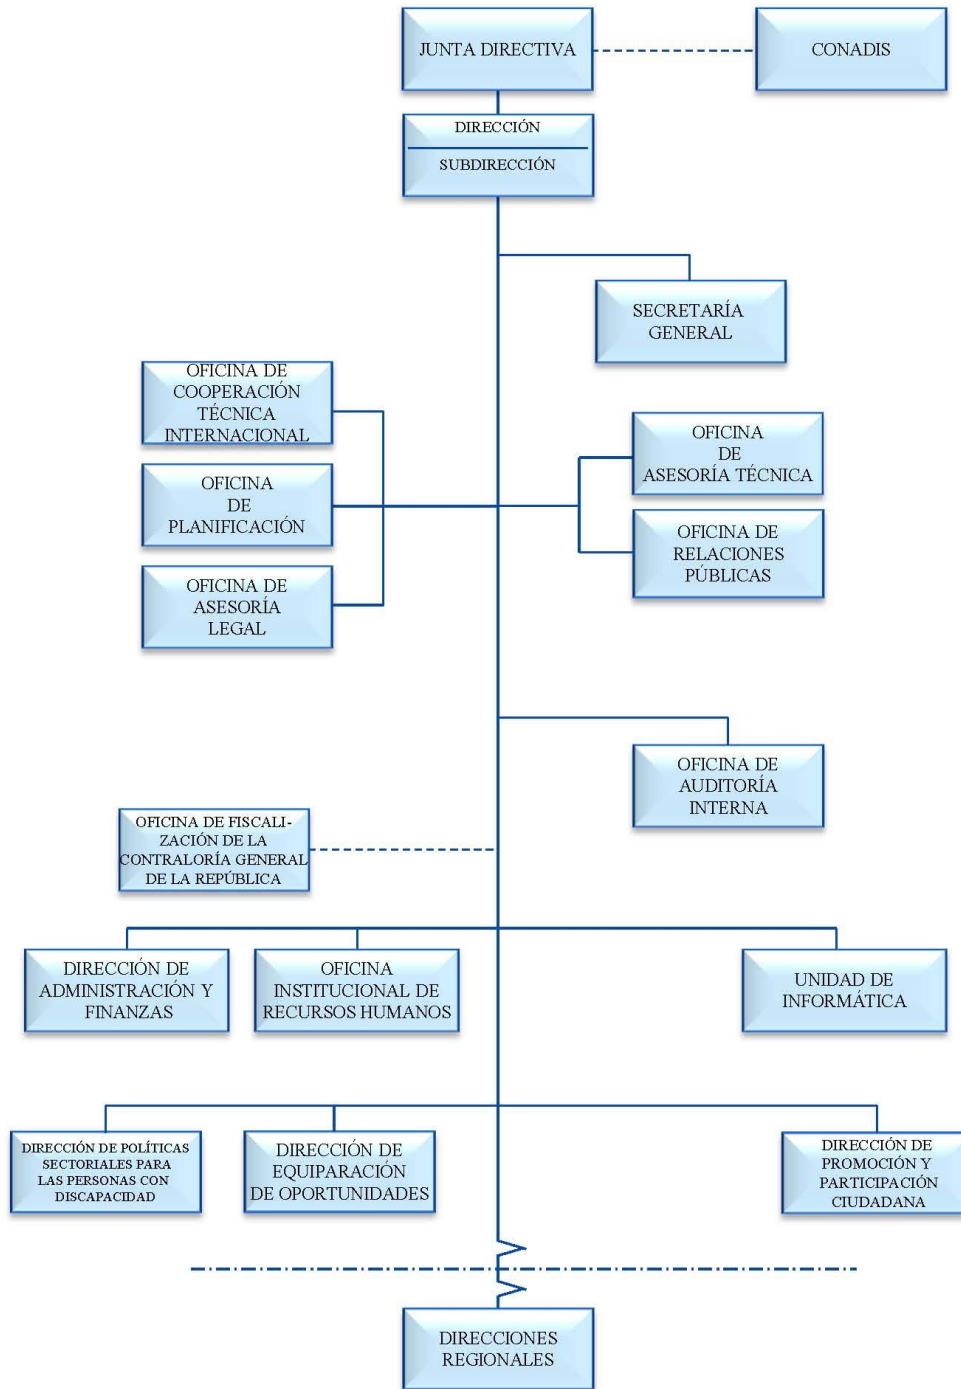 JUNTA DIRECTIVA
CONADIS
DIRECCIÓN
SUBDIRECCIÓN
SECRETARÍA
GENERAL
OFICINA DE
COOPERACIÓN
TÉCNICA
INTERNACIONAL
OFICINA
DE
ASESORÍA TÉCNICA
OFICINA
DE
PLANIFICACIÓN
OFICINA DE
RELACIONES
PÚBLICAS
OFICINA DE
ASESORÍA
LEGAL
OFICINA DE
AUDITORÍA
INTERNA
OFICINA DE FISCALI-
ZACIÓN DE LA
CONTRALORÍA GENERAL
DE LA REPÚBLICA
DIRECCIÓN DE
ADMINISTRACIÓN Y
FINANZAS
OFICINA
INSTITUCIONAL DE
RECURSOS HUMANOS
UNIDAD DE
INFORMÁTICA
DIRECCIÓN DE POLÍTICAS
SECTORIALES PARA
LAS PERSONAS CON
DISCAPACIDAD
DIRECCIÓN DE
EQUIPARACIÓN
DE OPORTUNIDADES
DIRECCIÓN DE
PROMOCIÓN Y
PARTICIPACIÓN
CIUDADANA
DIRECCIONES
REGIONALES